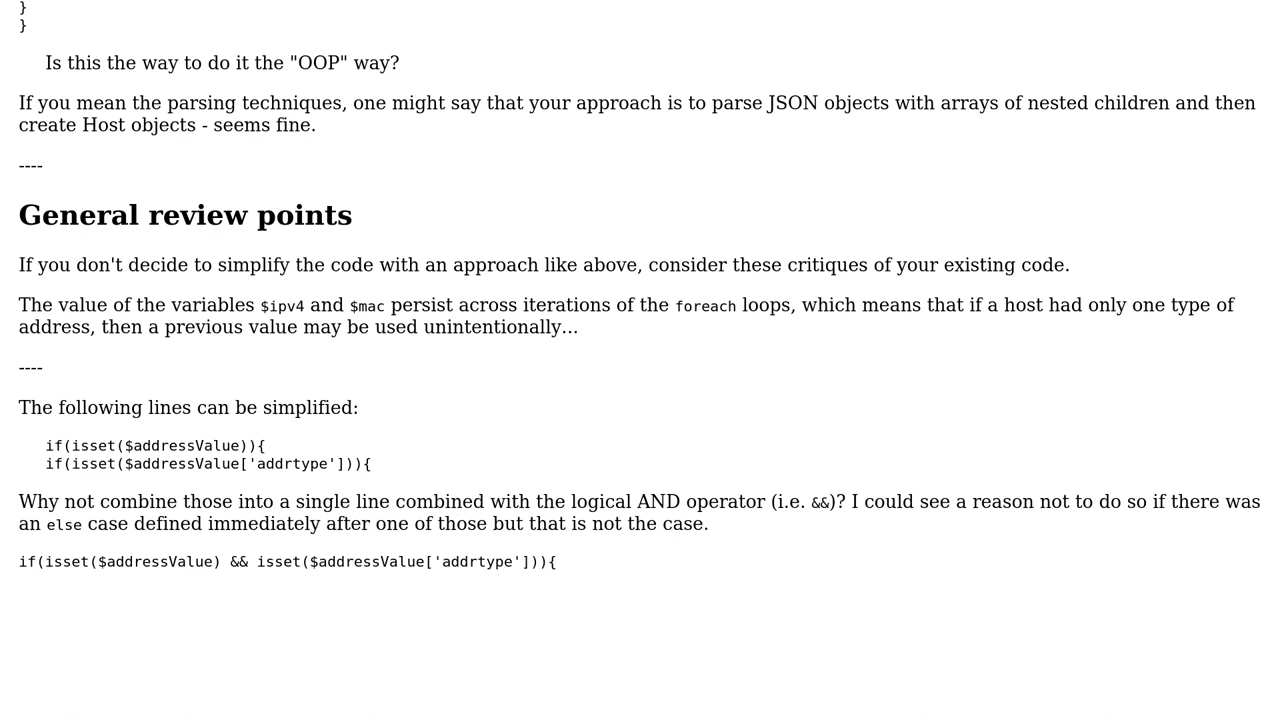 }
}
Is this the way to do it the "OOP" way?
If you mean the parsing techniques, one might say that your approach is to parse JSON objects with arrays of nested children and then
create Host objects - seems fine.
----
General review points
If you don't decide to simplify the code with an approach like above, consider these critiques of your existing code.
The value of the variables $ipv4 and $mac persist across iterations of the foreach loops, which means that if a host had only one type of
address, then a previous value may be used unintentionally...
----
The following lines can be simplified:
if(isset($addressValue)){
if(isset($addressValue['addrtype'])){
Why not combine those into a single line combined with the logical AND operator (i.e. &&)? I could see a reason not to do so if there was
an else case defined immediately after one of those but that is not the case.
if(isset($addressValue) && isset($addressValue['addrtype'])){